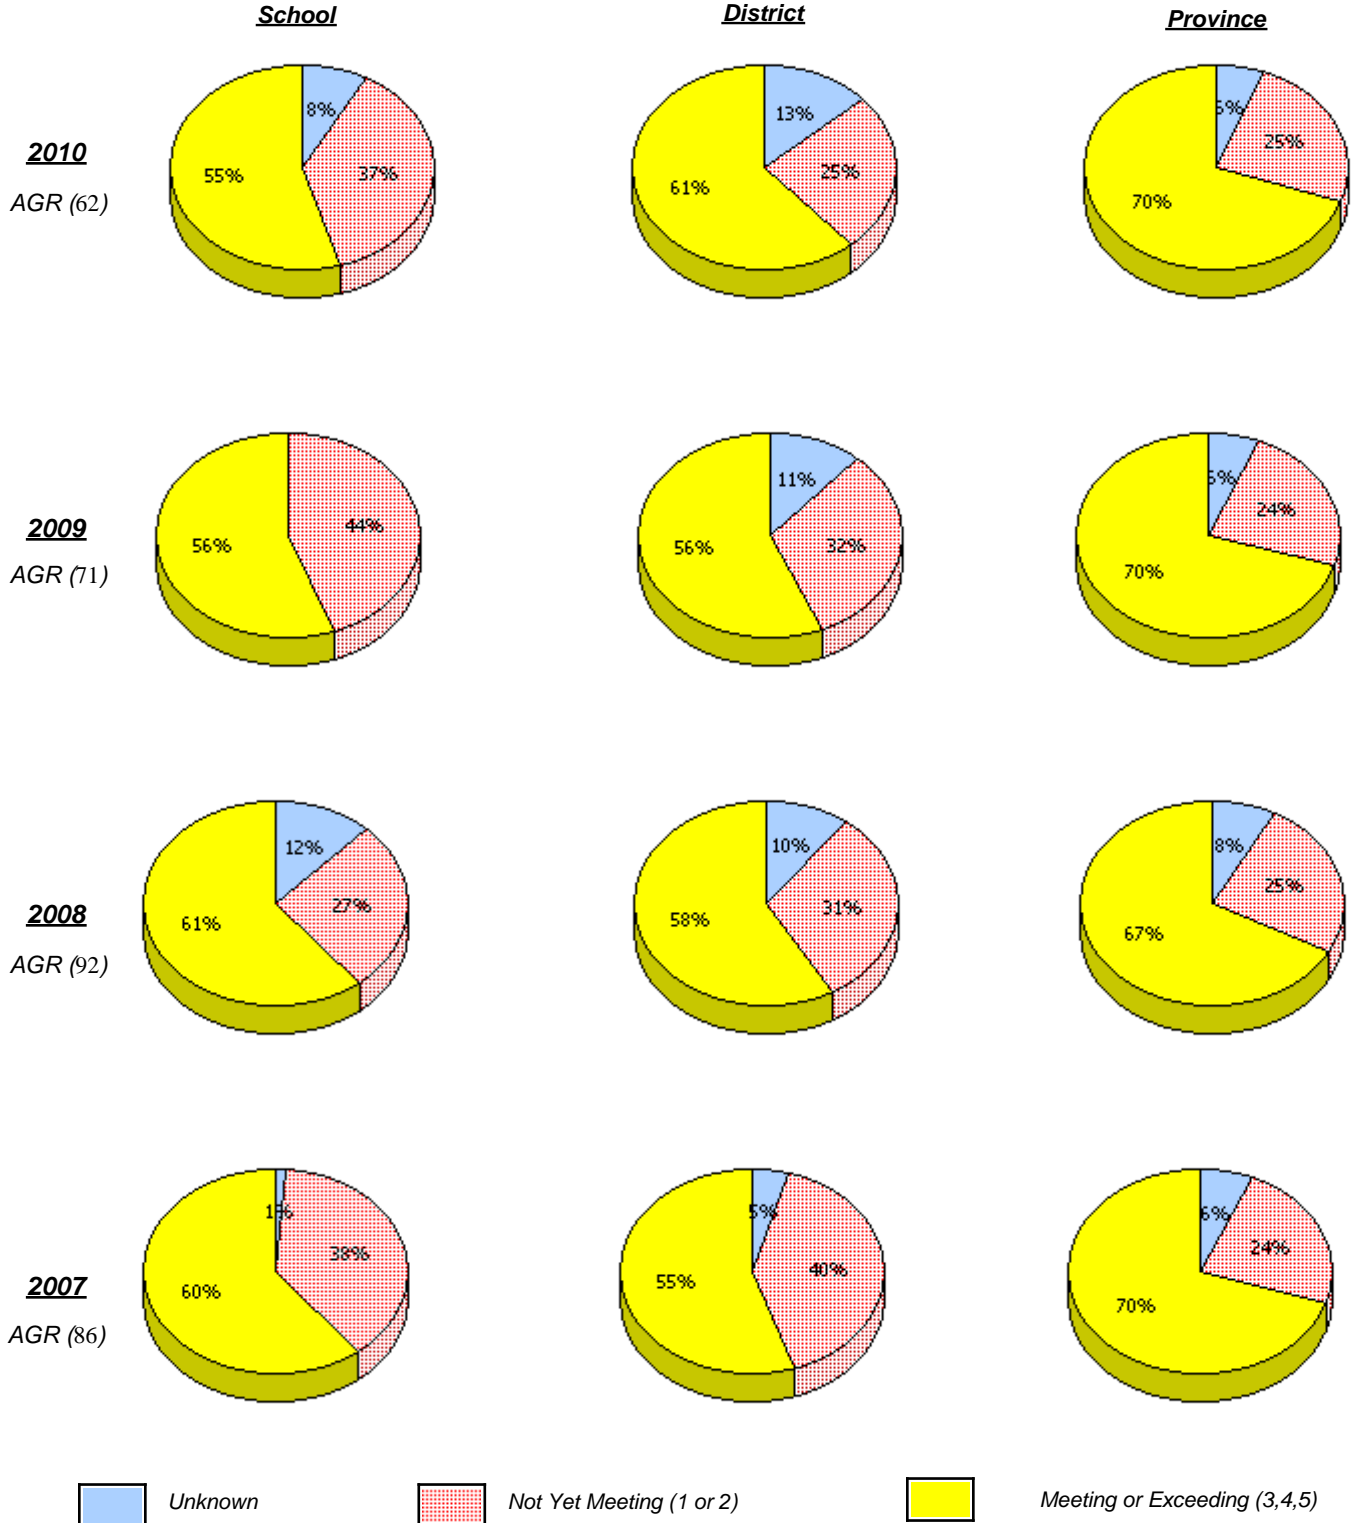 School District Province
8% 37% 55% 13% 25% 61% 25% 70%
2010
AGR (62)
44% 56% 11% 32% 56% 24% 70%
2009
AGR (71)
12% 27% 61% 10% 31% 58% 8% 25% 67%
2008
AGR (92)
1% 38% 60% 5% 40% 55% 6% 24% 70%
2007
AGR (86)
Unknown Not Yet Meeting (1 or 2) Meeting or Exceeding (3,4,5)